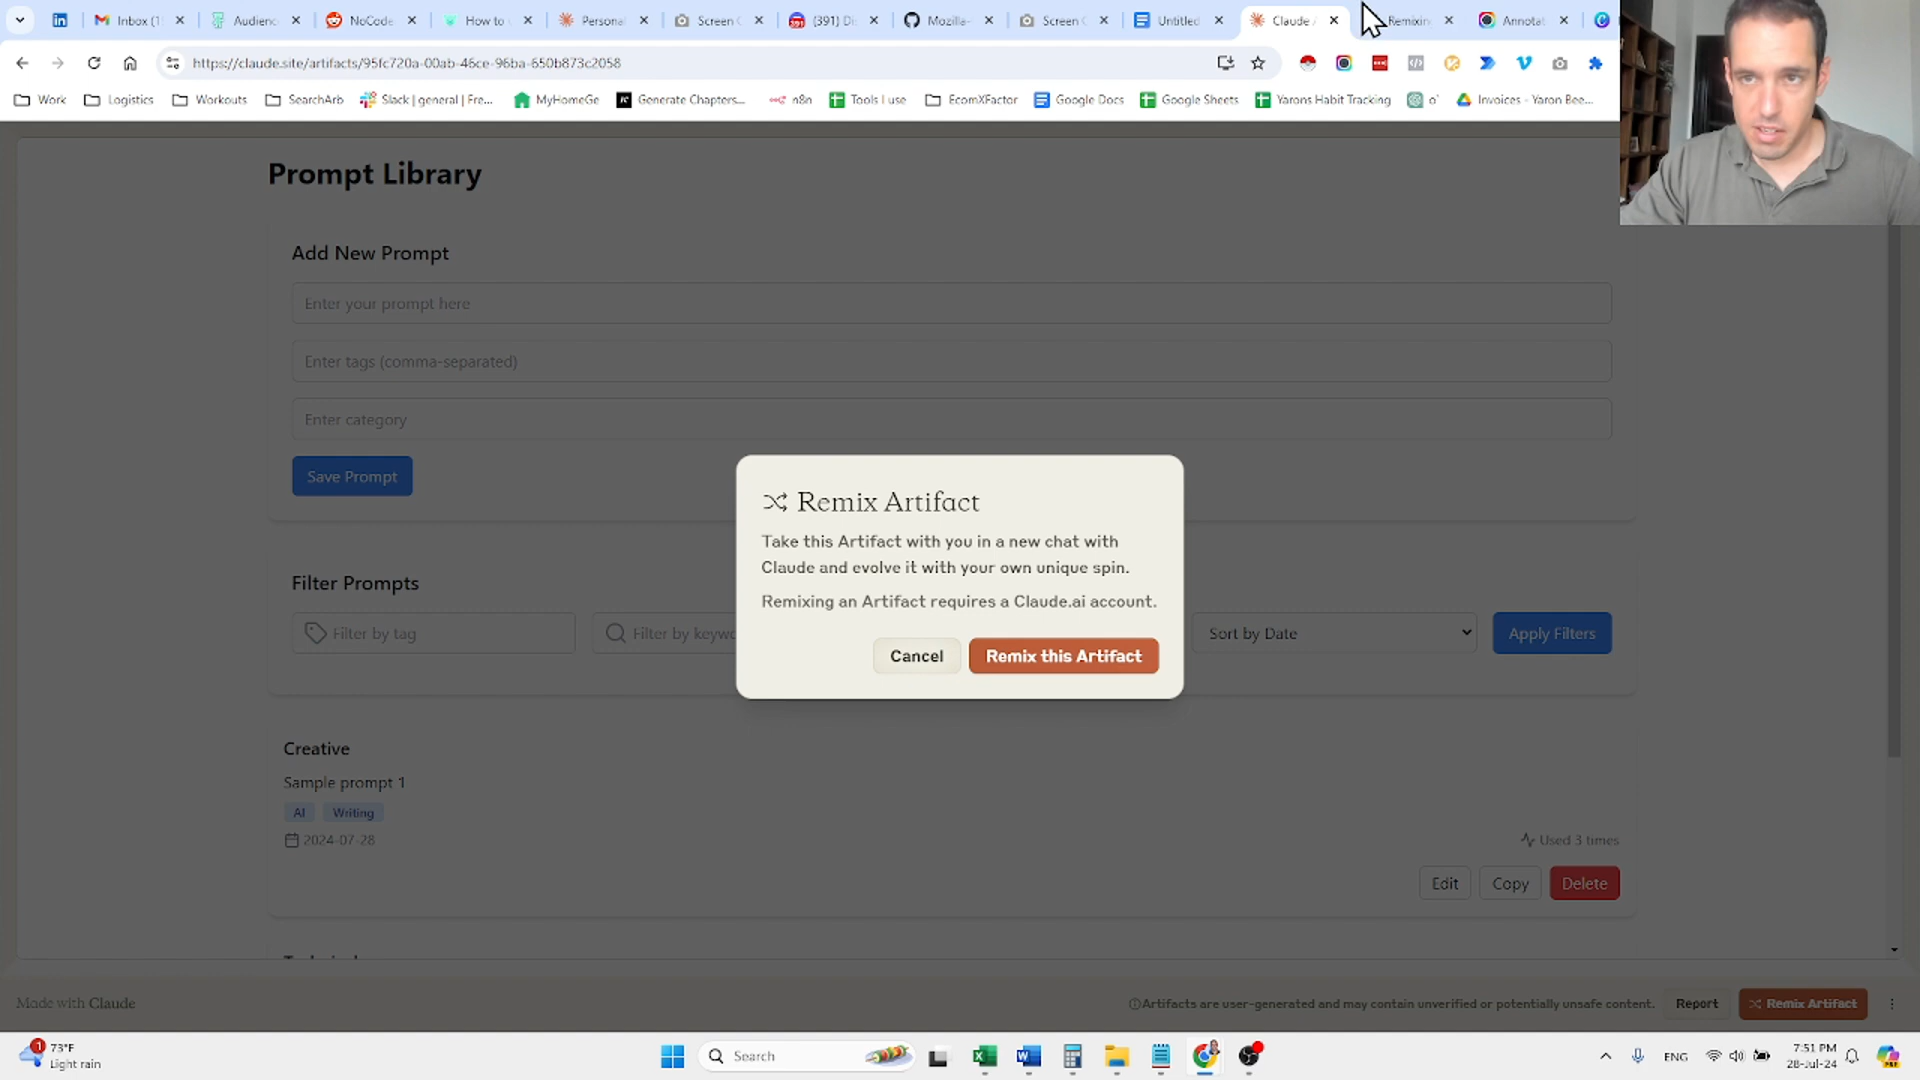 Inbox (1
Audienc
NoCode
How to
Personal
Screen
(391) Di
Mozilla-
Screen
Untitled
Claude
Remixin
Annotat
https://claude.site/artifacts/95fc720a-00ab-46ce-96ba-650b873c2058
Work
Logistics
Workouts
SearchArb
Slack | general | Fre...
MyHomeGe
Generate Chapters...
n8n
Tools I use
EcomXFactor
Google Docs
Google Sheets
Yarons Habit Tracking
o'
Invoices - Yaron Bee...
Prompt Library
Add New Prompt
Enter your prompt here
Enter tags (comma-separated)
Enter category
Save Prompt
Remix Artifact
Take this Artifact with you in a new chat with
Claude and evolve it with your own unique spin.
Remixing an Artifact requires a Claude.ai account.
Cancel
Remix this Artifact
Filter Prompts
Filter by tag
Filter by keywo
Sort by Date
Apply Filters
Creative
Sample prompt 1
AI
Writing
2024-07-28
Used 3 times
Edit
Copy
Delete
Made with Claude
Artifacts are user-generated and may contain unverified or potentially unsafe content.
Report
Remix Artifact
1
73°F
Light rain
Search
ENG
7:51 PM
28-Jul-24